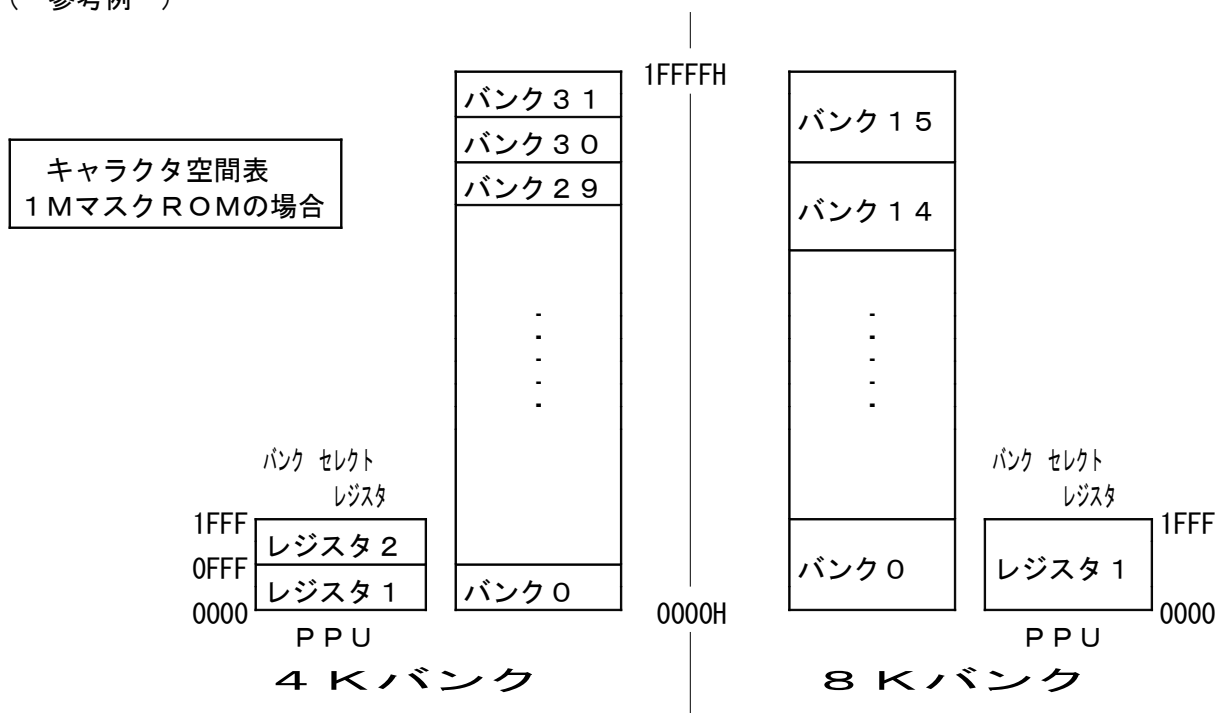 （ 参考例 ）
キャラクタ空間表
１ＭマスクＲＯＭの場合
バンク３１
バンク３０
バンク２９
バンク０
1FFFFH
0000H
バンク セレクト
レジスタ
1FFF
レジスタ２
0FFF
レジスタ１
0000
ＰＰＵ
４Ｋバンク
バンク１５
バンク１４
バンク０
バンク セレクト
レジスタ
1FFF
レジスタ１
0000
ＰＰＵ
８Ｋバンク